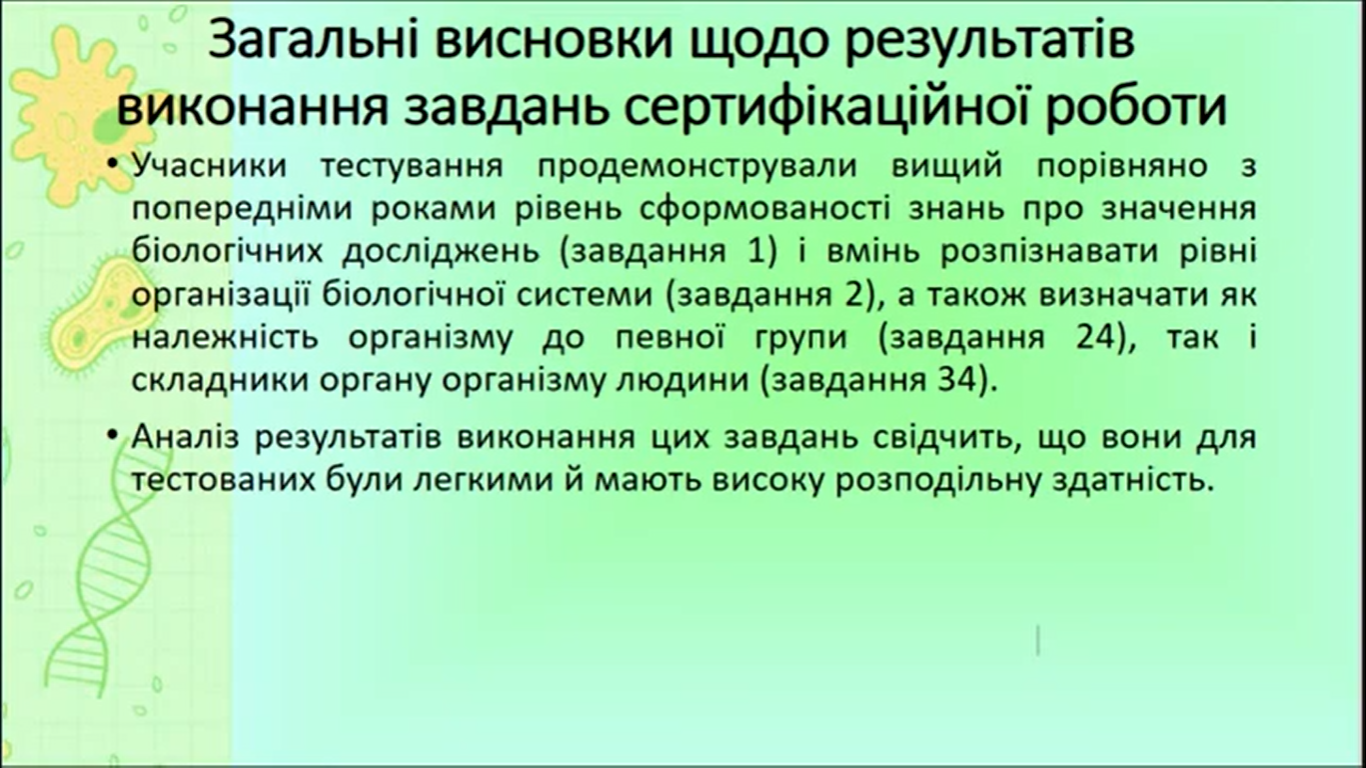 Загальні висновки щодо результатів
виконання завдань сертифікаційної роботи
• Учасники тестування продемонстрували вищий порівняно з
попередніми роками рівень сформованості знань про значення
біологічних досліджень (завдання 1) і вмінь розпізнавати рівні
організації біологічної системи (завдання 2), а також визначати як
належність організму до певної групи (завдання 24), так і
складники органу організму людини (завдання 34).
• Аналіз результатів виконання цих завдань свідчить, що вони для
тестованих були легкими й мають високу розподільну здатність.